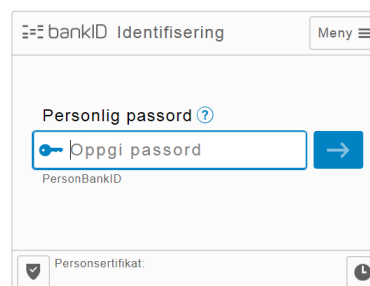 bankID Identifisering
Meny
Personlig passord ?
Oppgi passord
PersonBankID
Personsertifikat: